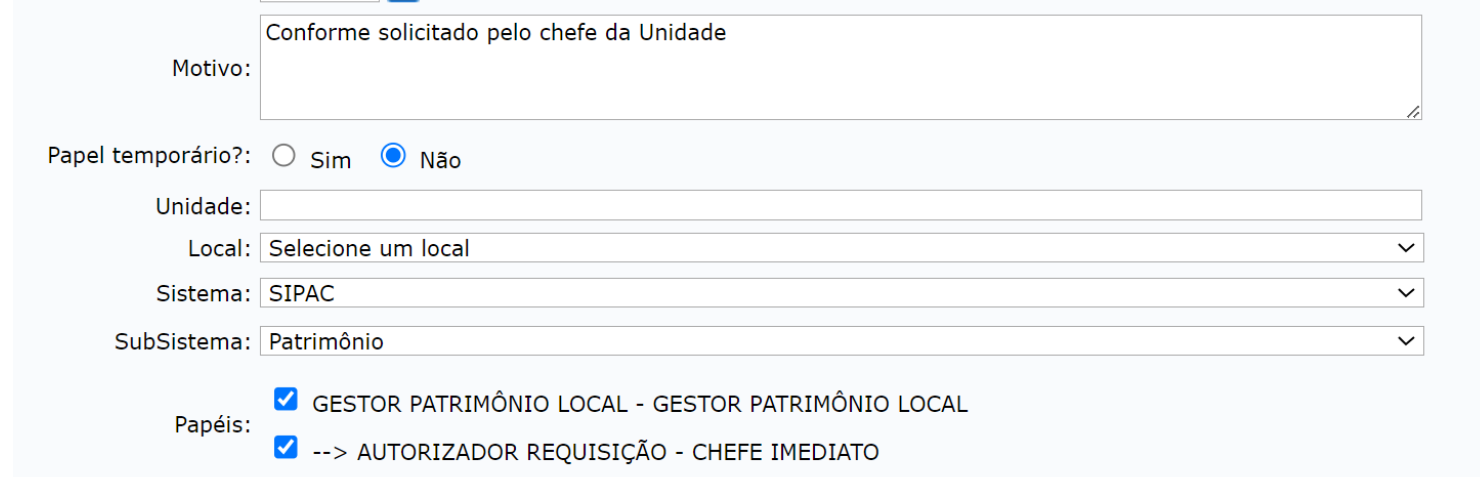 Motivo: Conforme solicitado pelo chefe da Unidade
Papel temporário?: Sim Não
Unidade:
Local: Selecione um local
Sistema: SIPAC
SubSistema: Patrimônio
Papéis:
GESTOR PATRIMÔNIO LOCAL - GESTOR PATRIMÔNIO LOCAL
--> AUTORIZADOR REQUISIÇÃO - CHEFE IMEDIATO